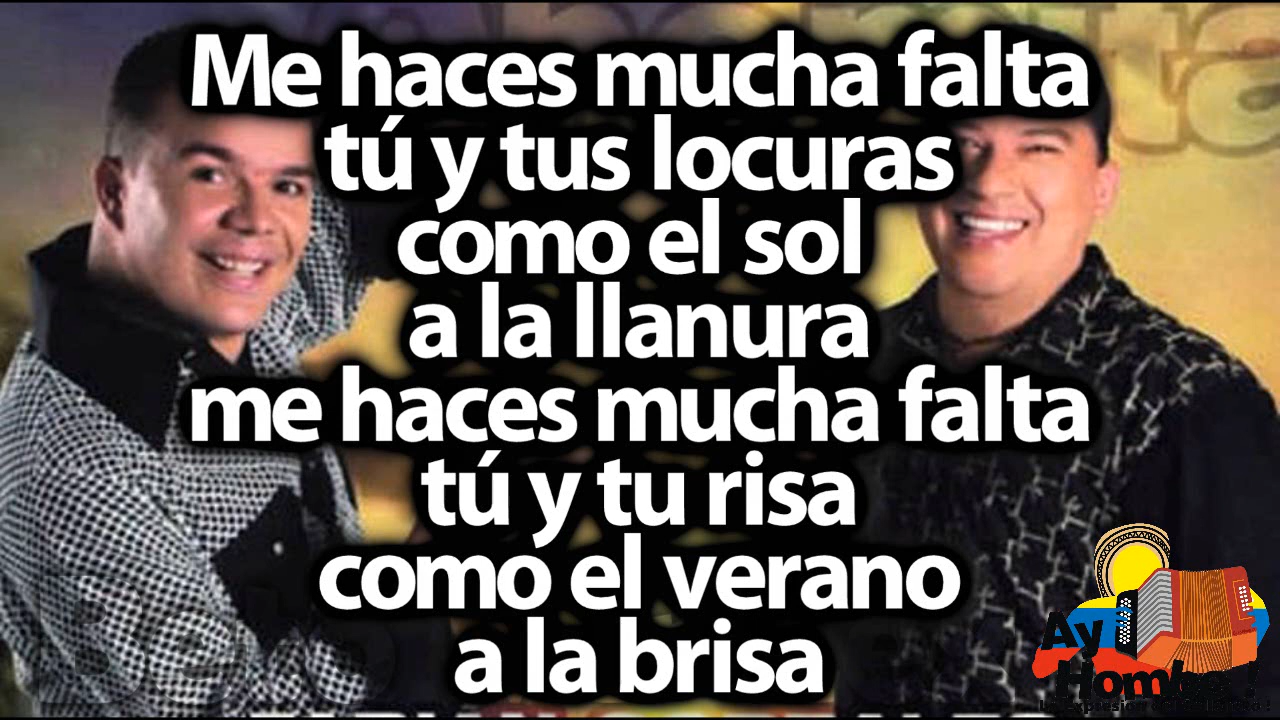 Me haces mucha falta
tú y tus locuras
como el sol
a la llanura
me haces mucha falta
tú y tu risa
como el verano
a la brisa
Ay
Hombe!